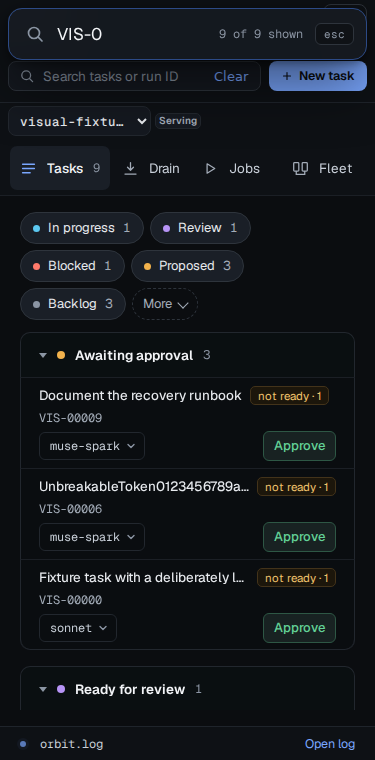 VIS-0 9 of 9 shown esc
Search tasks or run ID Clear + New task
visual-fixtu… Serving
Tasks 9 Drain Jobs Fleet
In progress 1 Review 1
Blocked 1 Proposed 3
Backlog 3 More
Awaiting approval 3
Document the recovery runbook not ready · 1
VIS-00009
muse-spark Approve
UnbreakableToken0123456789a… not ready · 1
VIS-00006
muse-spark Approve
Fixture task with a deliberately l… not ready · 1
VIS-00000
sonnet Approve
Ready for review 1
orbit.log Open log